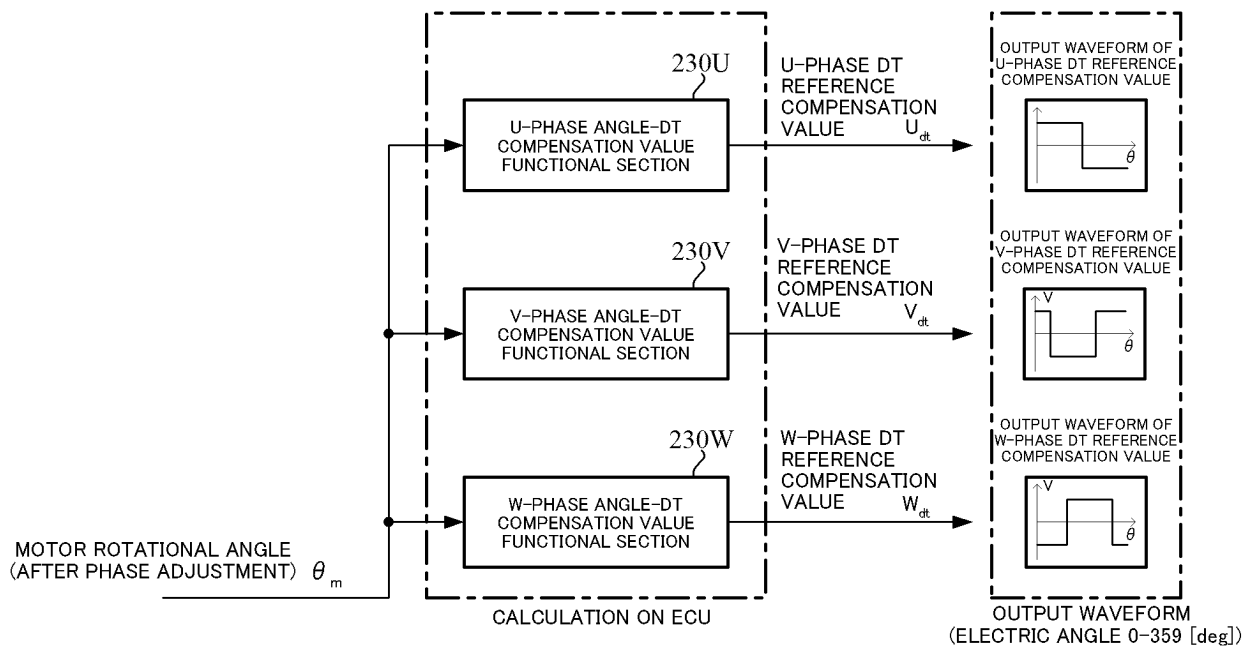 230U
U-PHASE ANGLE-DT
COMPENSATION VALUE
FUNCTIONAL SECTION
U-PHASE DT
REFERENCE
COMPENSATION
VALUE Udt
OUTPUT WAVEFORM OF
U-PHASE DT REFERENCE
COMPENSATION VALUE
θ
230V
V-PHASE ANGLE-DT
COMPENSATION VALUE
FUNCTIONAL SECTION
V-PHASE DT
REFERENCE
COMPENSATION
VALUE Vdt
OUTPUT WAVEFORM OF
V-PHASE DT REFERENCE
COMPENSATION VALUE
V
θ
230W
W-PHASE ANGLE-DT
COMPENSATION VALUE
FUNCTIONAL SECTION
W-PHASE DT
REFERENCE
COMPENSATION
VALUE Wdt
OUTPUT WAVEFORM OF
W-PHASE DT REFERENCE
COMPENSATION VALUE
V
θ
MOTOR ROTATIONAL ANGLE
(AFTER PHASE ADJUSTMENT) θm
CALCULATION ON ECU
OUTPUT WAVEFORM
(ELECTRIC ANGLE 0-359 [deg])